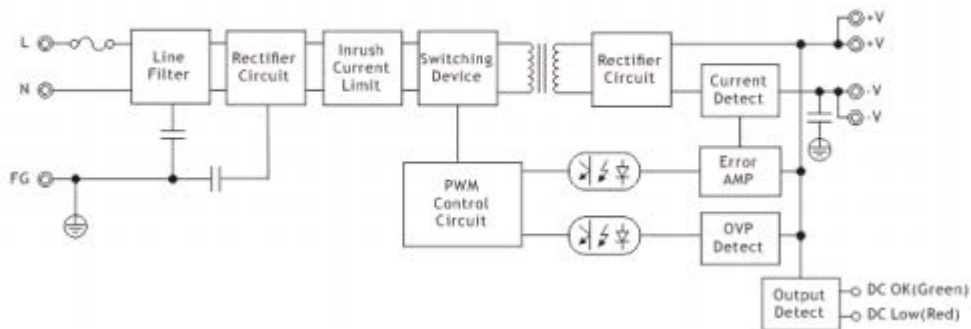 +V
L
+V
Line
Filter
Rectifier
Circuit
Inrush
Current
Limit
Switching
Device
Rectifier
Circuit
N
Current
Detect
-V
-V
FG
PWM
Control
Circuit
Error
AMP
OVP
Detect
Output
Detect
DC OK(Green)
DC Low(Red)